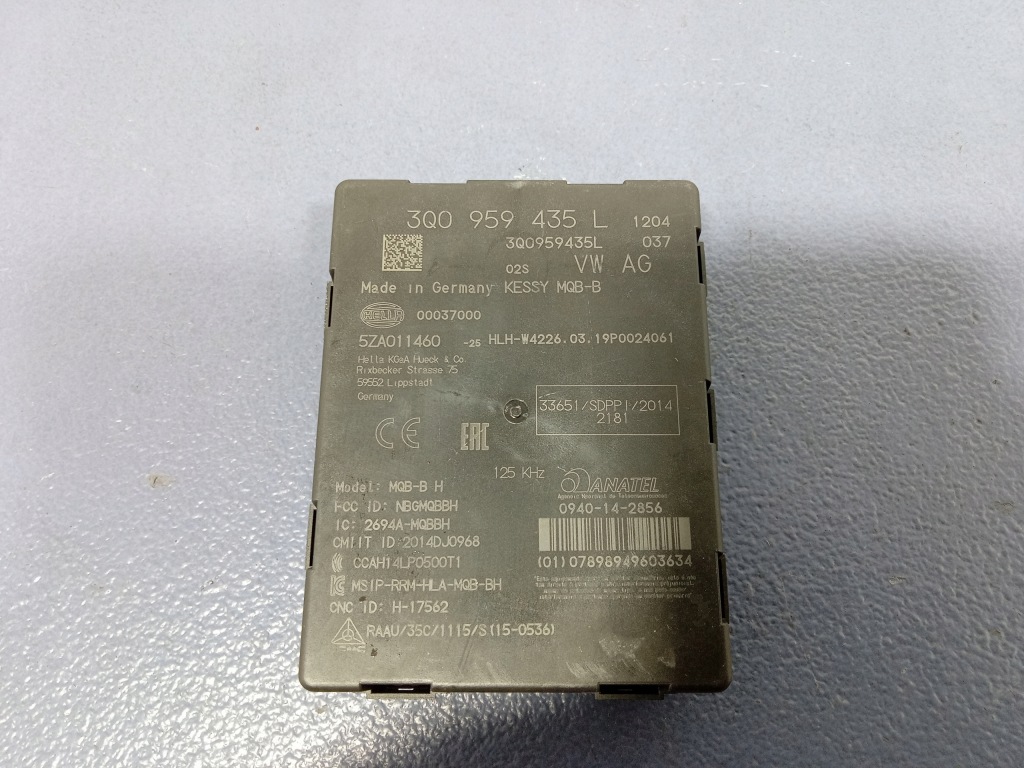 3Q0 959 435 L 1204
3Q0959435L 037
02S VW AG
Made in Germany KESSY MQB-B
HELLA 00037000
5ZA011460 -25 HLH-W4226.03.19P0024061
Hella KGaA Hueck & Co
Rixbecker Strasse 75
59552 Lippstadt
Germany
33651/SDPPI/2014
2181
CE EAC
125 KHz
ANATEL
Model: MQB-B H
FCC ID: NBGMQBBH
0940-14-2856
IC: 2694A-MQBBH
CMIIT ID:2014DJ0968
CCAH14LP0500T1
(01)07898949603634
MSIP-RRM-HLA-MQB-BH
CNC ID: H-17562
RAAU/35C/1115/S(15-0536)